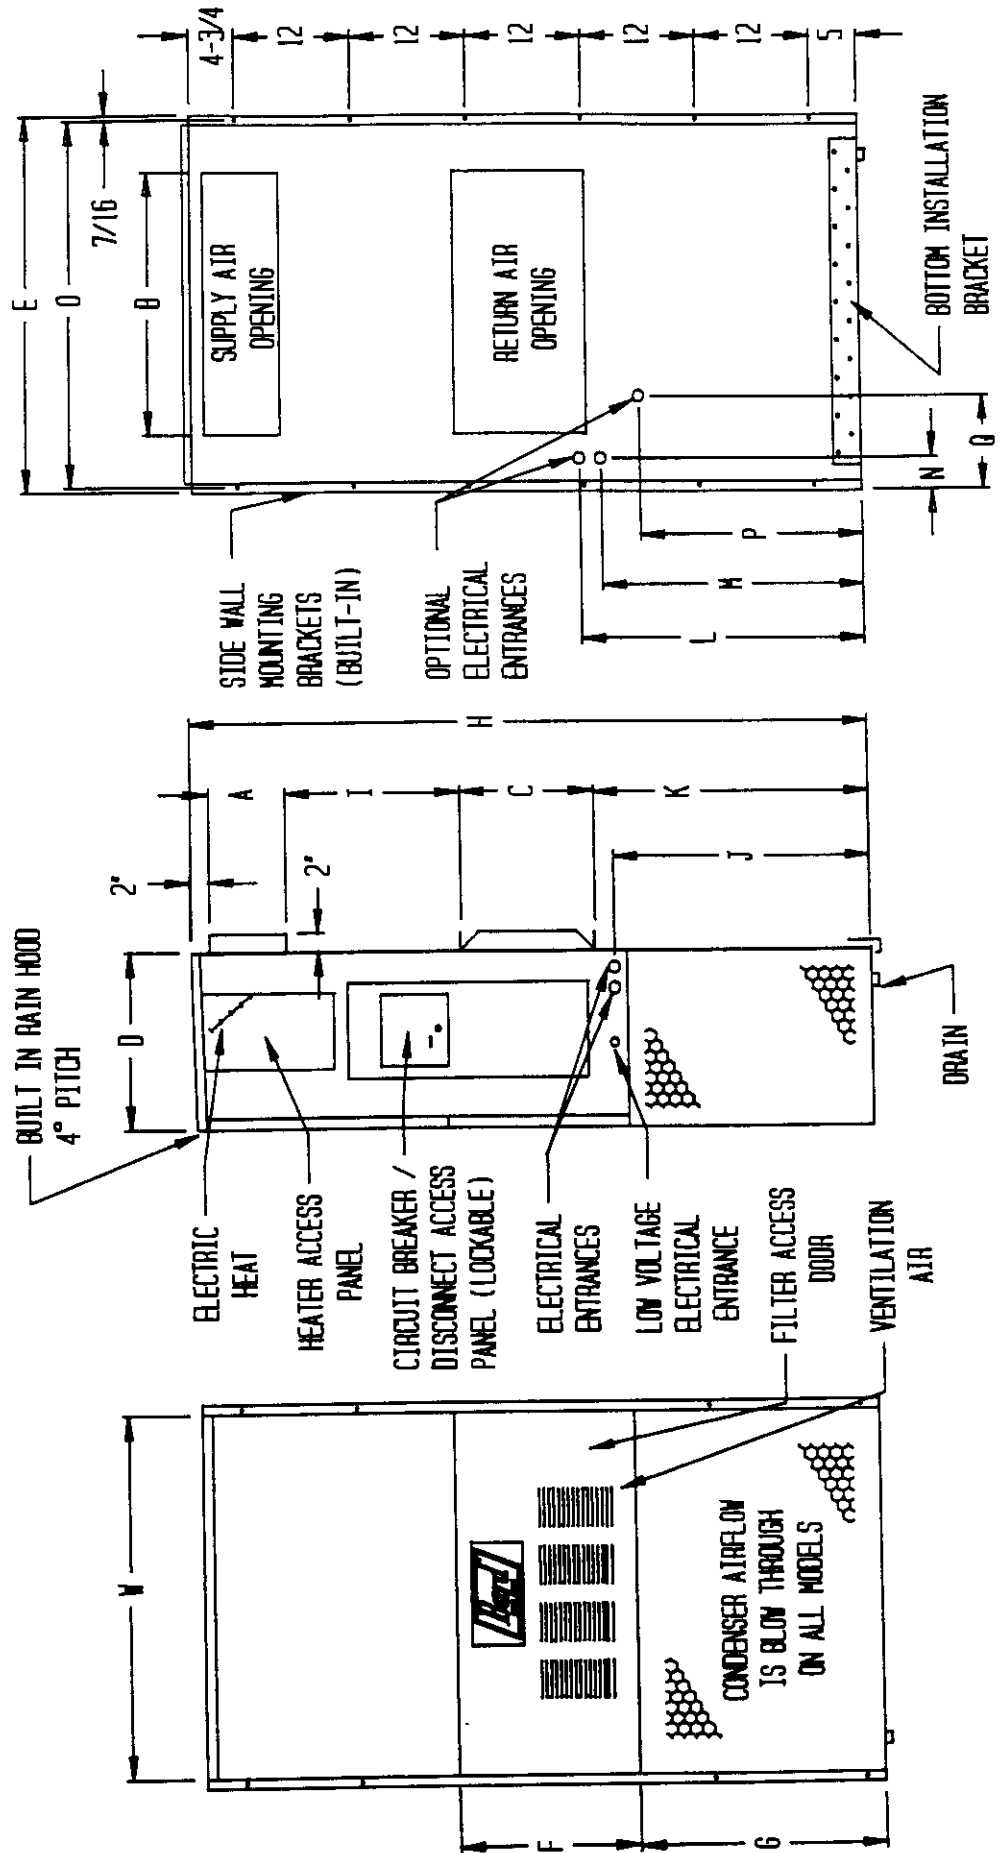 W
F
G
Bard
CONDENSER AIRFLOW
IS BLOW THROUGH
ON ALL MODELS
BUILT IN RAIN HOOD
4° PITCH
D
2"
A
I
C
K
2"
J
H
ELECTRIC
HEAT
HEATER ACCESS
PANEL
CIRCUIT BREAKER /
DISCONNECT ACCESS
PANEL (LOCKABLE)
ELECTRICAL
ENTRANCES
LOW VOLTAGE
ELECTRICAL
ENTRANCE
FILTER ACCESS
DOOR
VENTILATION
AIR
DRAIN
E
O
7/16
B
4-3/4
12
12
12
12
12
5
SUPPLY AIR
OPENING
RETURN AIR
OPENING
SIDE WALL
MOUNTING
BRACKETS
(BUILT-IN)
OPTIONAL
ELECTRICAL
ENTRANCES
L
M
P
N
Q
BOTTOM INSTALLATION
BRACKET